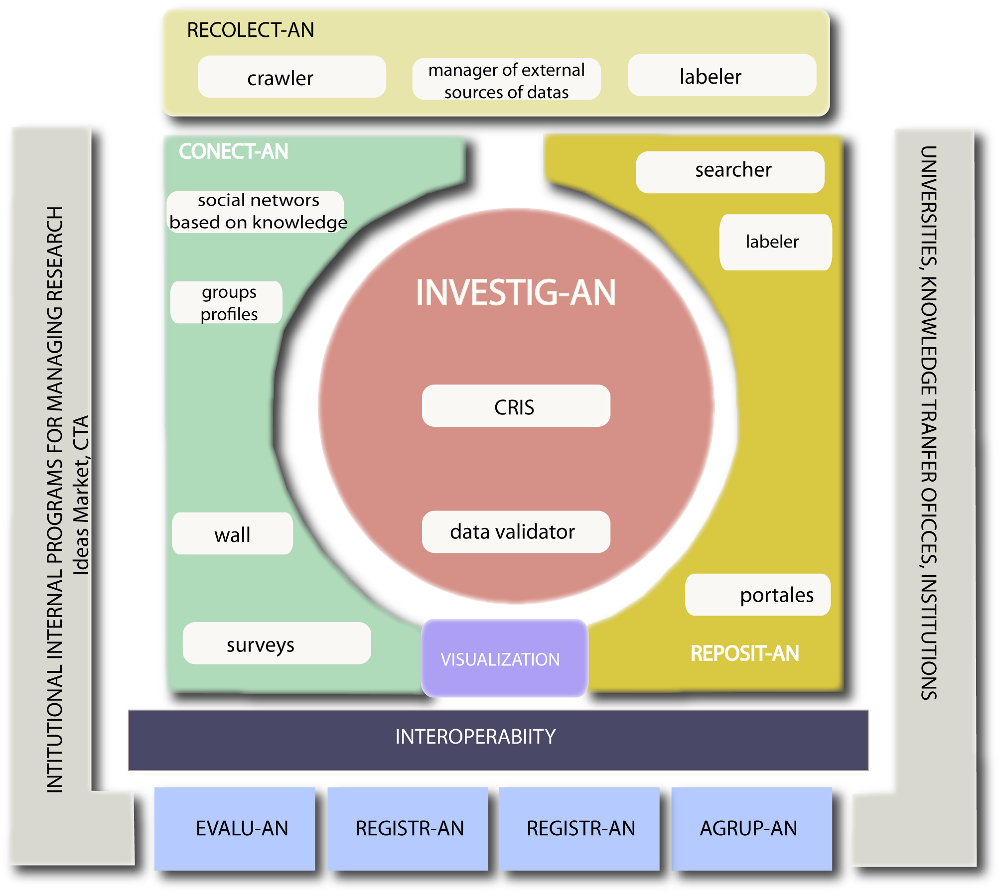 RECOLECT-AN
crawler
manager of external
sources of datas
labeler
CONECT-AN
social networs
based on knowledge
groups
profiles
wall
surveys
INVESTIG-AN
CRIS
data validator
searcher
labeler
portales
REPOSIT-AN
VISUALIZATION
INTEROPERABIITY
EVALU-AN
REGISTR-AN
REGISTR-AN
AGRUP-AN
INTITUTIONAL INTERNAL PROGRAMS FOR MANAGING RESEARCH
Ideas Market, CTA
UNIVERSITIES, KNOWLEDGE TRANFER OFICCES, INSTITUTIONS